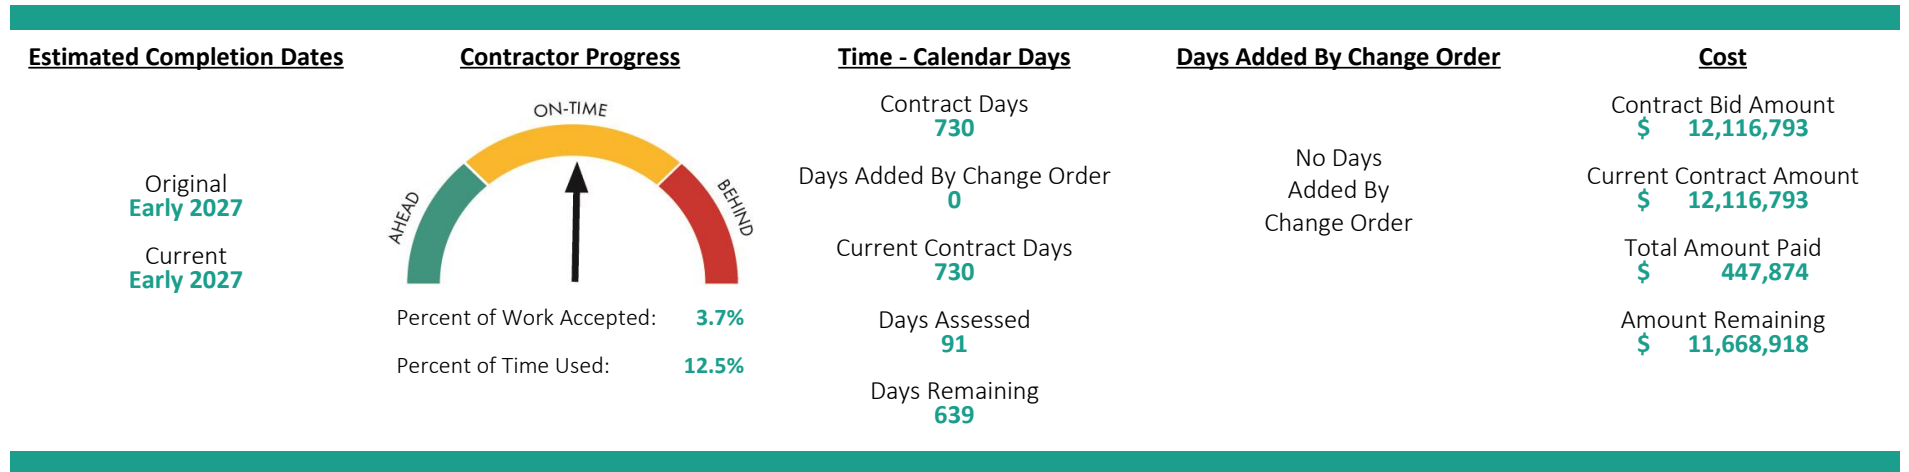 Estimated Completion Dates
Original
Early 2027
Current
Early 2027
Contractor Progress
ON-TIME
AHEAD
BEHIND
Percent of Work Accepted: 3.7%
Percent of Time Used: 12.5%
Time - Calendar Days
Contract Days
730
Days Added By Change Order
0
Current Contract Days
730
Days Assessed
91
Days Remaining
639
Days Added By Change Order
No Days
Added By
Change Order
Cost
Contract Bid Amount
$ 12,116,793
Current Contract Amount
$ 12,116,793
Total Amount Paid
$ 447,874
Amount Remaining
$ 11,668,918